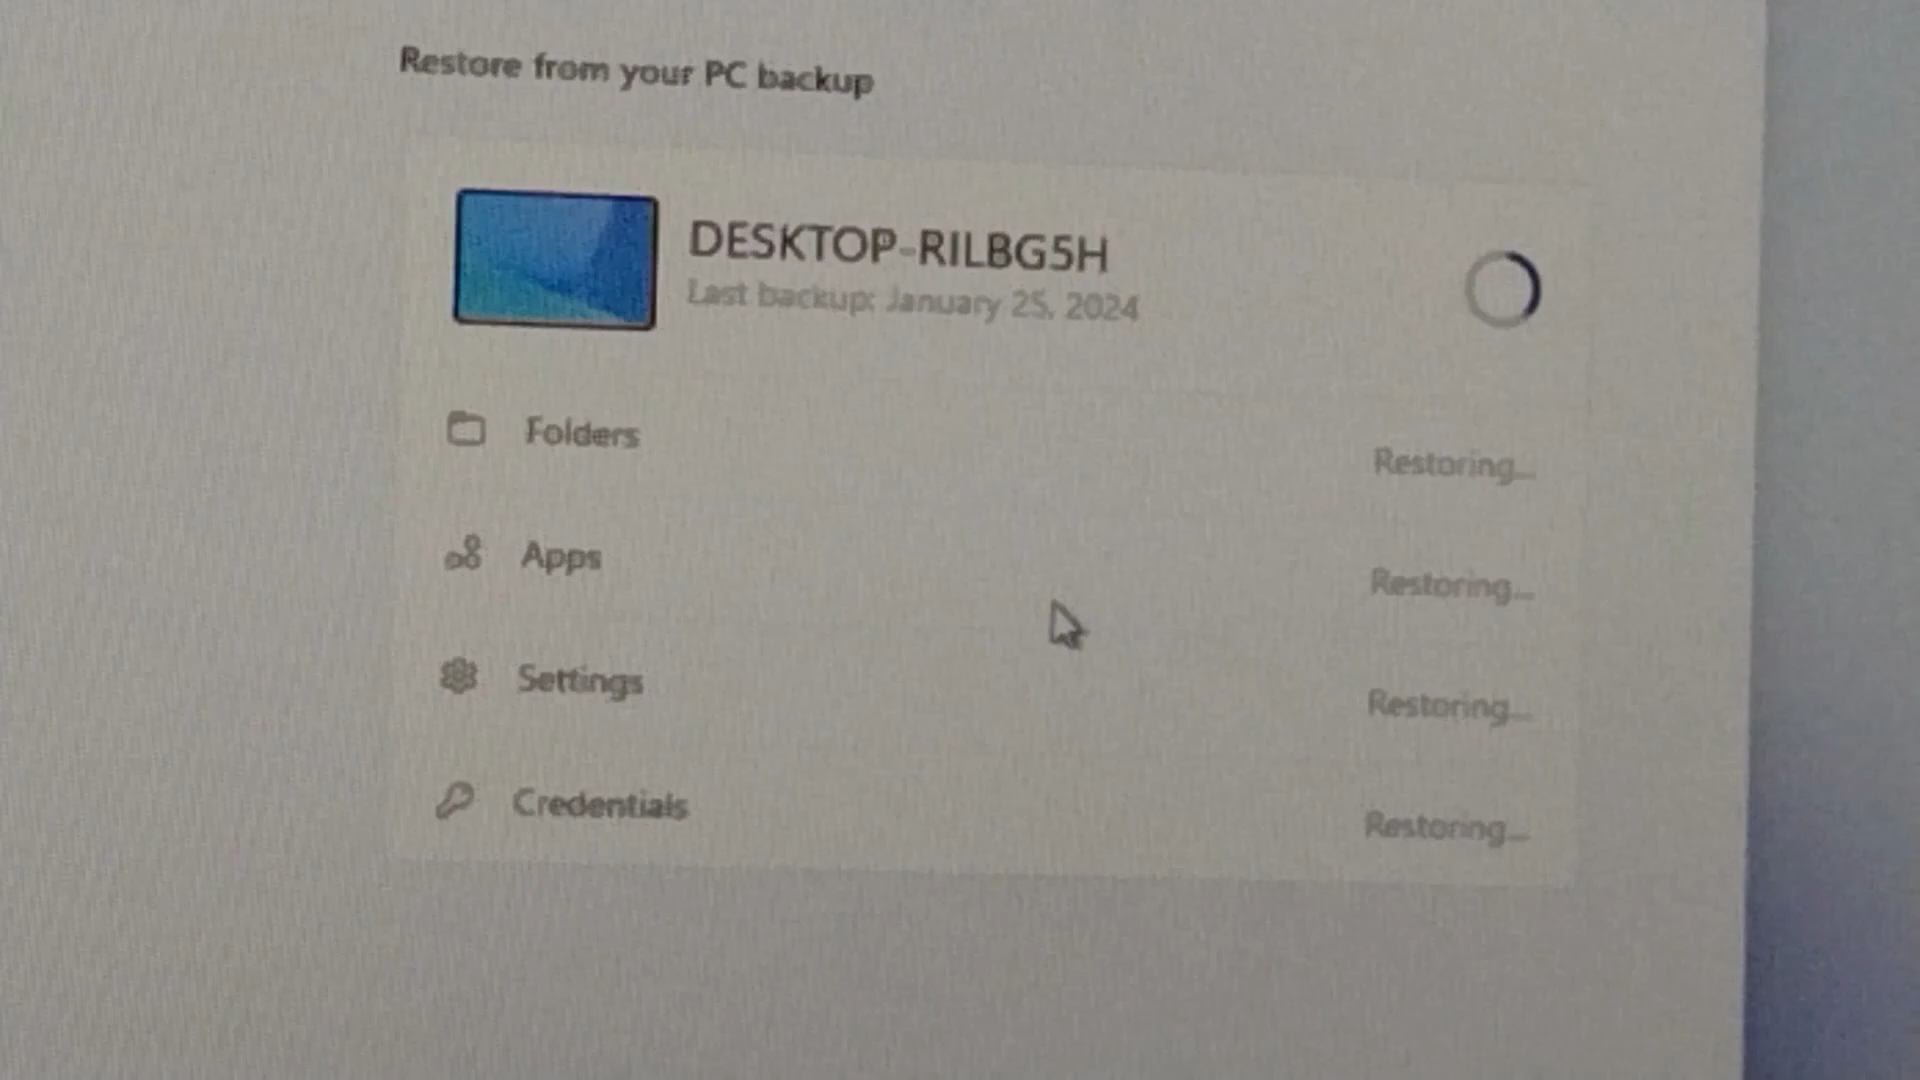 Restore from your PC backup
DESKTOP-RILBG5H
Last backup: January 25, 2024
Folders
Restoring...
Apps
Restoring...
Settings
Restoring...
Credentials
Restoring...